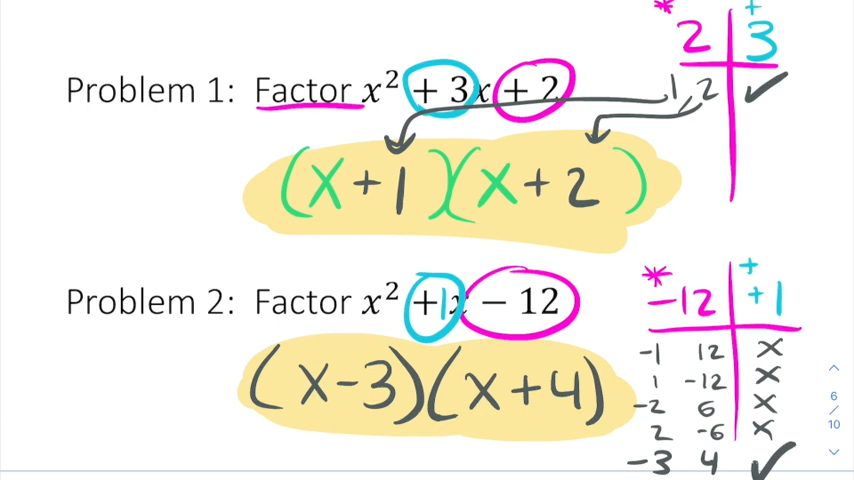 * +
2 3
Problem 1: Factor x² + 3x + 2
1, 2 ✓
(x + 1)(x + 2)
* +
Problem 2: Factor x² + 1x − 12
-12 +1
-1 12 x
(x-3)(x+4)
1 -12 x
-2 6 x
2 -6 x
-3 4 ✓
6
/
10